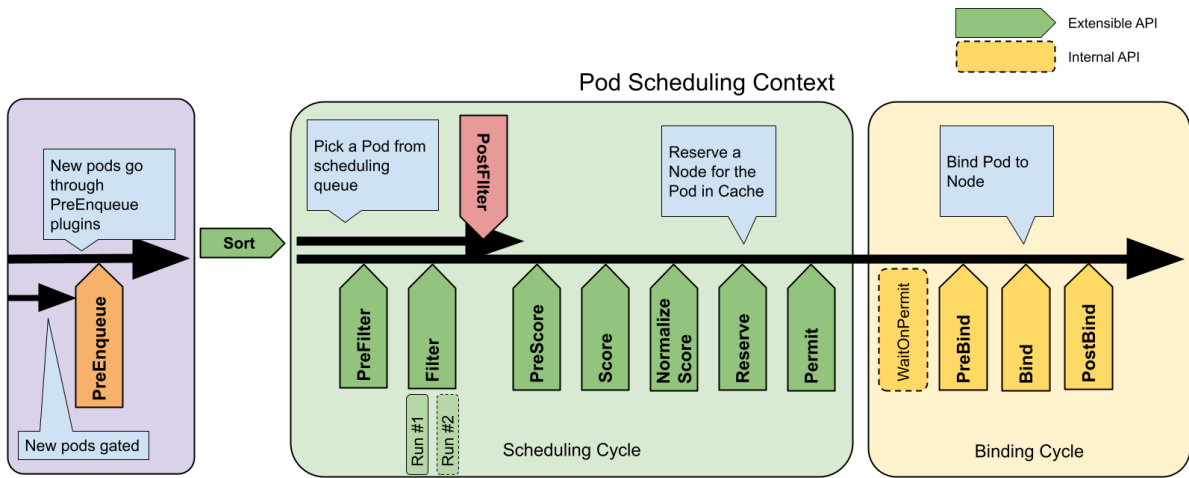 Extensible API
Internal API
Pod Scheduling Context
New pods go
through
PreEnqueue
plugins
PreEnqueue
New pods gated
Sort
Pick a Pod from
scheduling
queue
PostFIlter
Reserve a
Node for the
Pod in Cache
PreFilter
Filter
Run #1
Run #2
PreScore
Score
Normalize
Score
Reserve
Permit
Scheduling Cycle
Bind Pod to
Node
WaitOnPermit
PreBind
Bind
PostBind
Binding Cycle